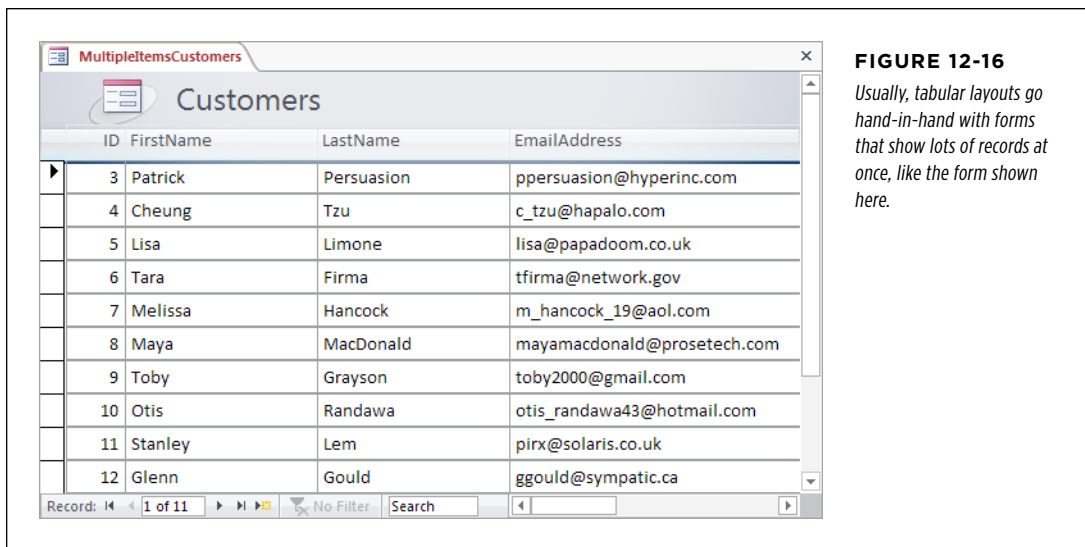 MultipleItemsCustomers
Customers
ID FirstName LastName EmailAddress
3 Patrick Persuasion ppersuasion@hyperinc.com
4 Cheung Tzu c_tzu@hapalo.com
5 Lisa Limone lisa@papadoom.co.uk
6 Tara Firma tfirma@network.gov
7 Melissa Hancock m_hancock_19@aol.com
8 Maya MacDonald mayamacdonald@prosetech.com
9 Toby Grayson toby2000@gmail.com
10 Otis Randawa otis_randawa43@hotmail.com
11 Stanley Lem pirx@solaris.co.uk
12 Glenn Gould ggould@sympatic.ca
Record: 1 of 11 No Filter Search
FIGURE 12-16
Usually, tabular layouts go
hand-in-hand with forms
that show lots of records at
once, like the form shown
here.